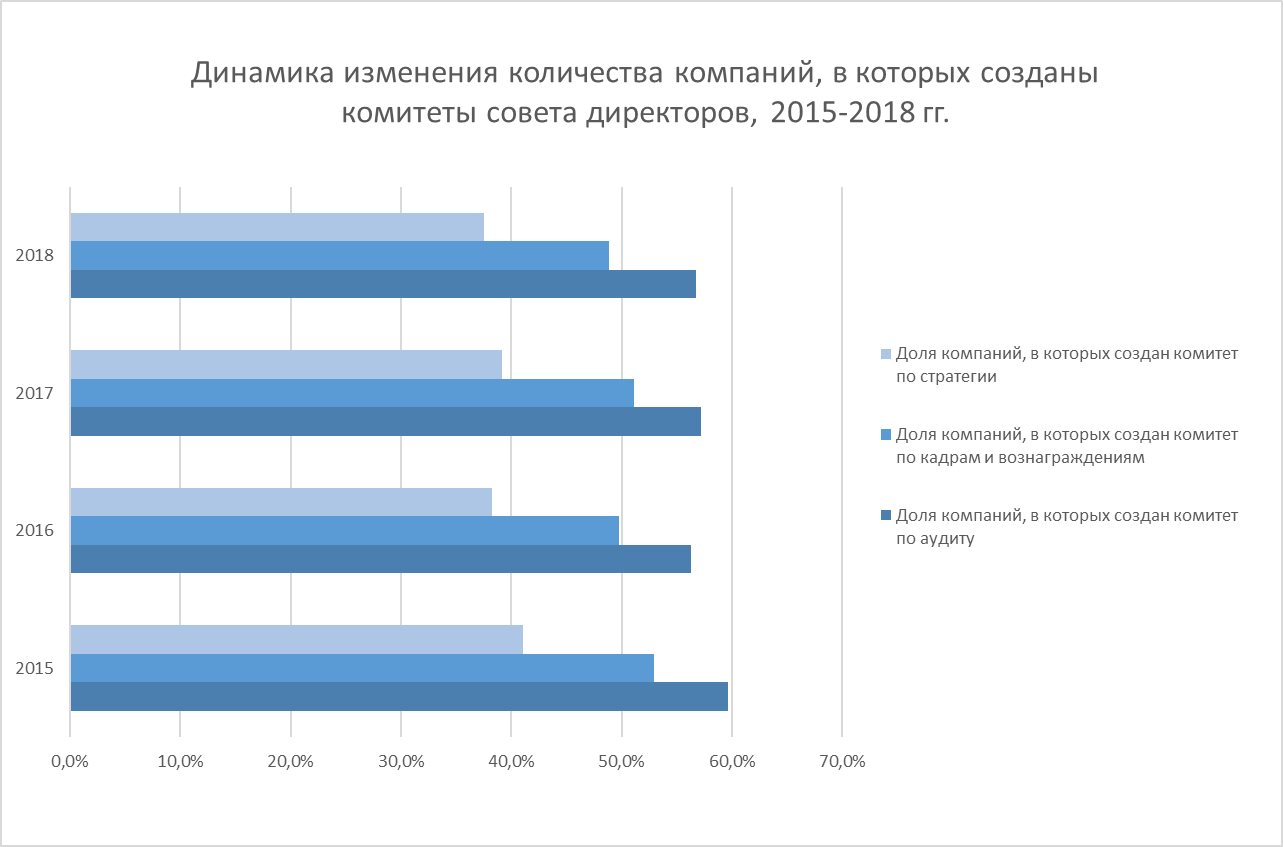 Динамика изменения количества компаний, в которых созданы
комитеты совета директоров, 2015-2018 гг.
2018
2017
2016
2015
0,0%
10,0%
20,0%
30,0%
40,0%
50,0%
60,0%
70,0%
Доля компаний, в которых создан комитет
по стратегии
Доля компаний, в которых создан комитет
по кадрам и вознаграждениям
Доля компаний, в которых создан комитет
по аудиту